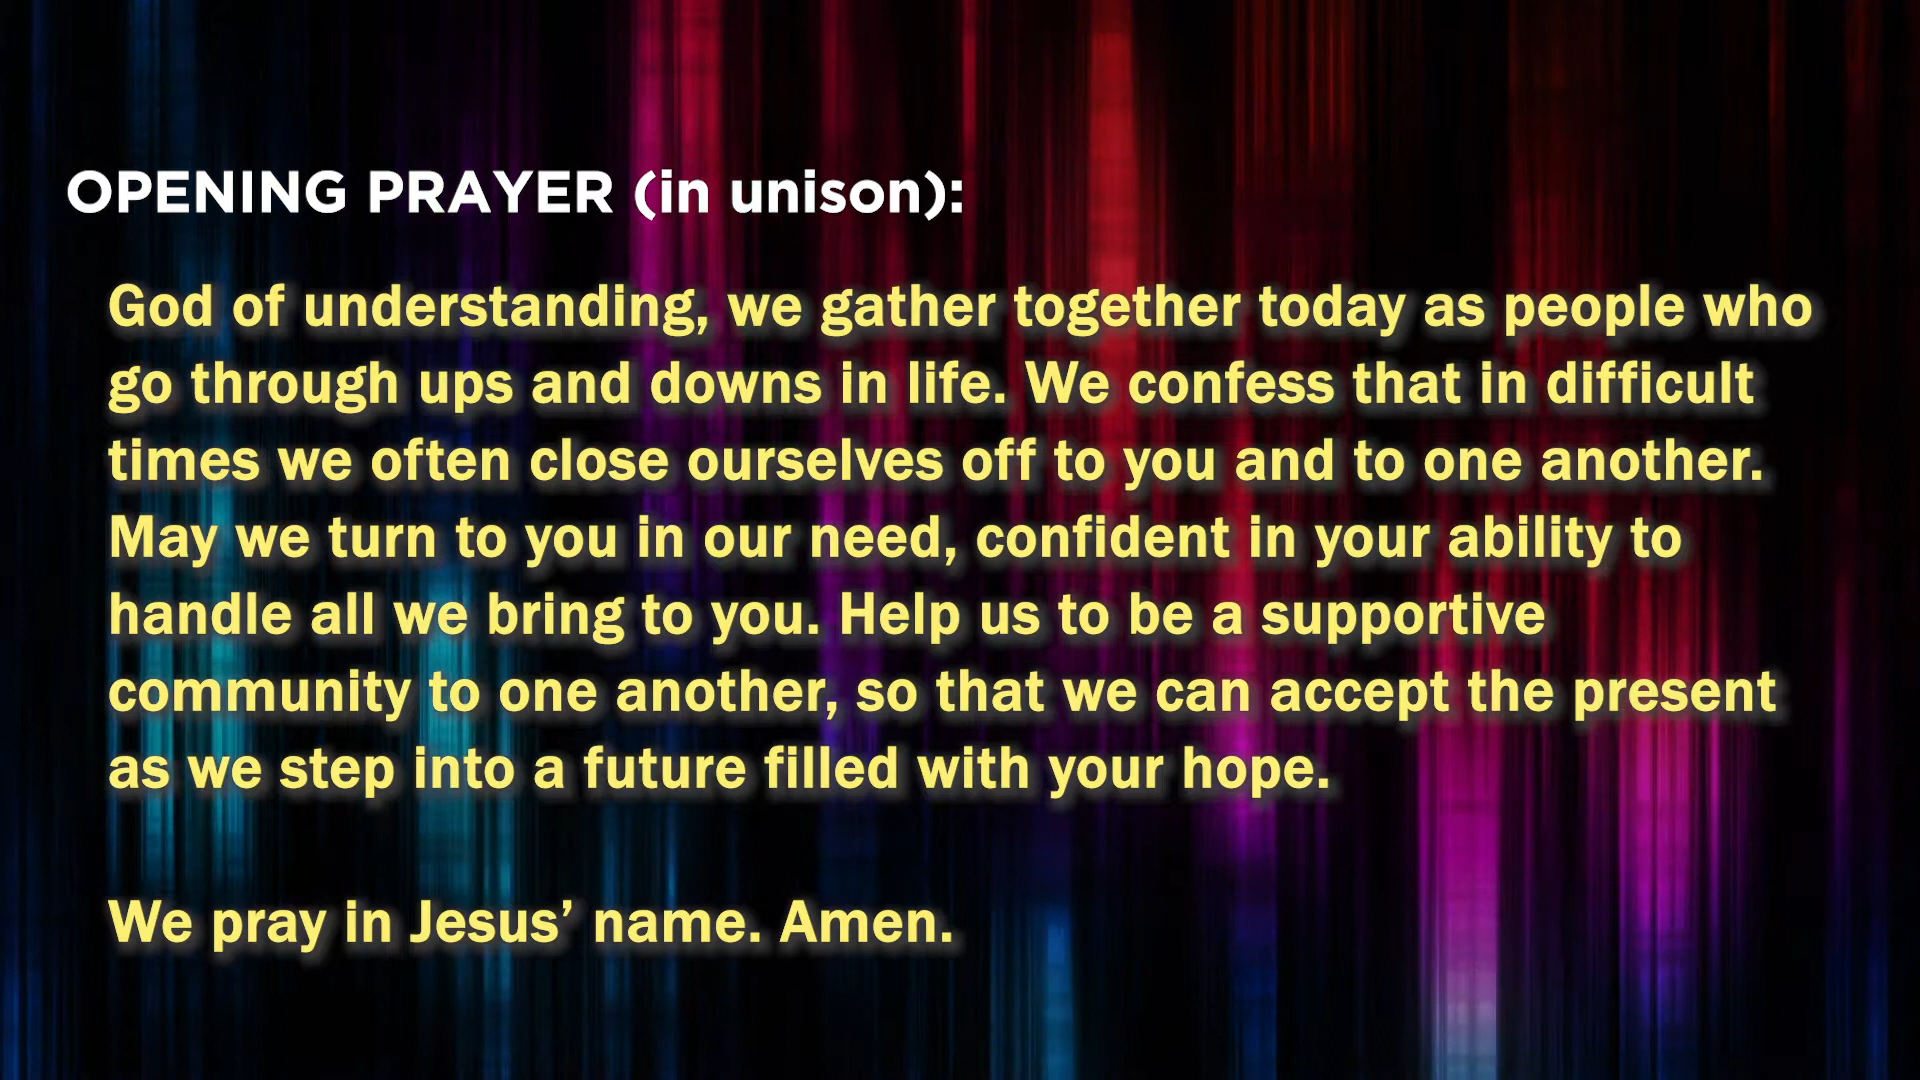 OPENING PRAYER (in unison):
God of understanding, we gather together today as people who
go through ups and downs in life. We confess that in difficult
times we often close ourselves off to you and to one another.
May we turn to you in our need, confident in your ability to
handle all we bring to you. Help us to be a supportive
community to one another, so that we can accept the present
as we step into a future filled with your hope.
We pray in Jesus’ name. Amen.